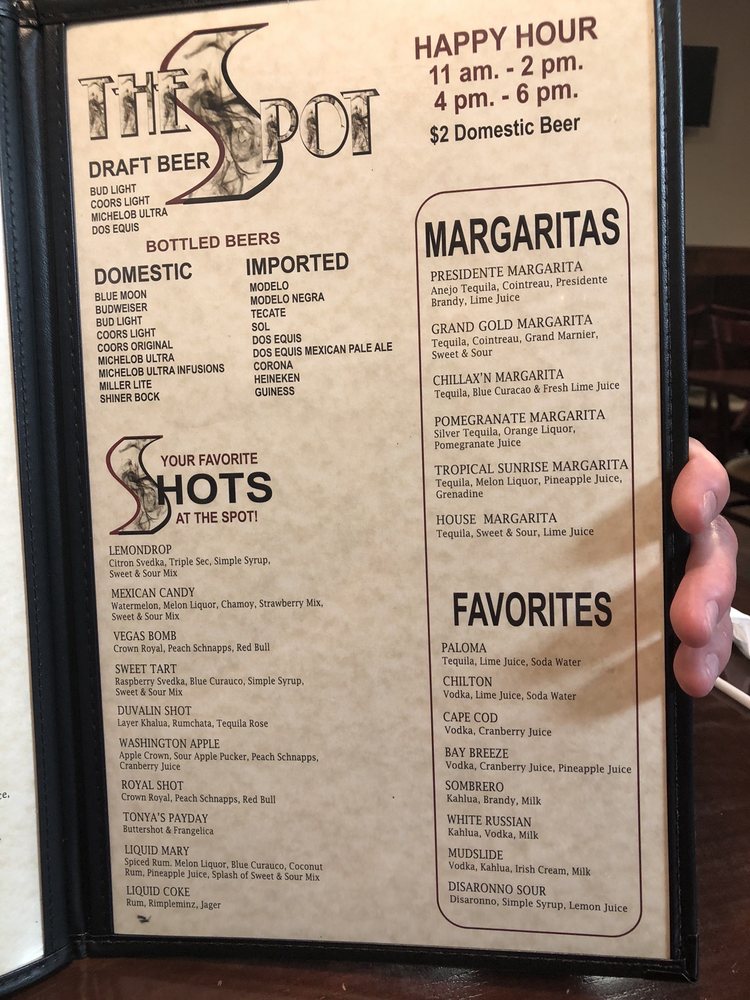 THE SPOT
HAPPY HOUR
11 am. - 2 pm.
4 pm. - 6 pm.
$2 Domestic Beer
DRAFT BEER
BUD LIGHT
COORS LIGHT
MICHELOB ULTRA
DOS EQUIS
BOTTLED BEERS
DOMESTIC
BLUE MOON
BUDWEISER
BUD LIGHT
COORS LIGHT
COORS ORIGINAL
MICHELOB ULTRA
MICHELOB ULTRA INFUSIONS
MILLER LITE
SHINER BOCK
IMPORTED
MODELO
MODELO NEGRA
TECATE
SOL
DOS EQUIS
DOS EQUIS MEXICAN PALE ALE
CORONA
HEINEKEN
GUINESS
YOUR FAVORITE
SHOTS
AT THE SPOT!
LEMONDROP
Citron Svedka, Triple Sec, Simple Syrup,
Sweet & Sour Mix
MEXICAN CANDY
Watermelon, Melon Liquor, Chamoy, Strawberry Mix,
Sweet & Sour Mix
VEGAS BOMB
Crown Royal, Peach Schnapps, Red Bull
SWEET TART
Raspberry Svedka, Blue Curauco, Simple Syrup,
Sweet & Sour Mix
DUVALIN SHOT
Layer Khalua, Rumchata, Tequila Rose
WASHINGTON APPLE
Apple Crown, Sour Apple Pucker, Peach Schnapps,
Cranberry Juice
ROYAL SHOT
Crown Royal, Peach Schnapps, Red Bull
TONYA'S PAYDAY
Buttershot & Frangelica
LIQUID MARY
Spiced Rum. Melon Liquor, Blue Curauco, Coconut
Rum, Pineapple Juice, Splash of Sweet & Sour Mix
LIQUID COKE
Rum, Rimpleminz, Jager
MARGARITAS
PRESIDENTE MARGARITA
Anejo Tequila, Cointreau, Presidente
Brandy, Lime Juice
GRAND GOLD MARGARITA
Tequila, Cointreau, Grand Marnier,
Sweet & Sour
CHILLAX'N MARGARITA
Tequila, Blue Curacao & Fresh Lime Juice
POMEGRANATE MARGARITA
Silver Tequila, Orange Liquor,
Pomegranate Juice
TROPICAL SUNRISE MARGARITA
Tequila, Melon Liquor, Pineapple Juice,
Grenadine
HOUSE MARGARITA
Tequila, Sweet & Sour, Lime Juice
FAVORITES
PALOMA
Tequila, Lime Juice, Soda Water
CHILTON
Vodka, Lime Juice, Soda Water
CAPE COD
Vodka, Cranberry Juice
BAY BREEZE
Vodka, Cranberry Juice, Pineapple Juice
SOMBRERO
Kahlua, Brandy, Milk
WHITE RUSSIAN
Kahlua, Vodka, Milk
MUDSLIDE
Vodka, Kahlua, Irish Cream, Milk
DISARONNO SOUR
Disaronno, Simple Syrup, Lemon Juice